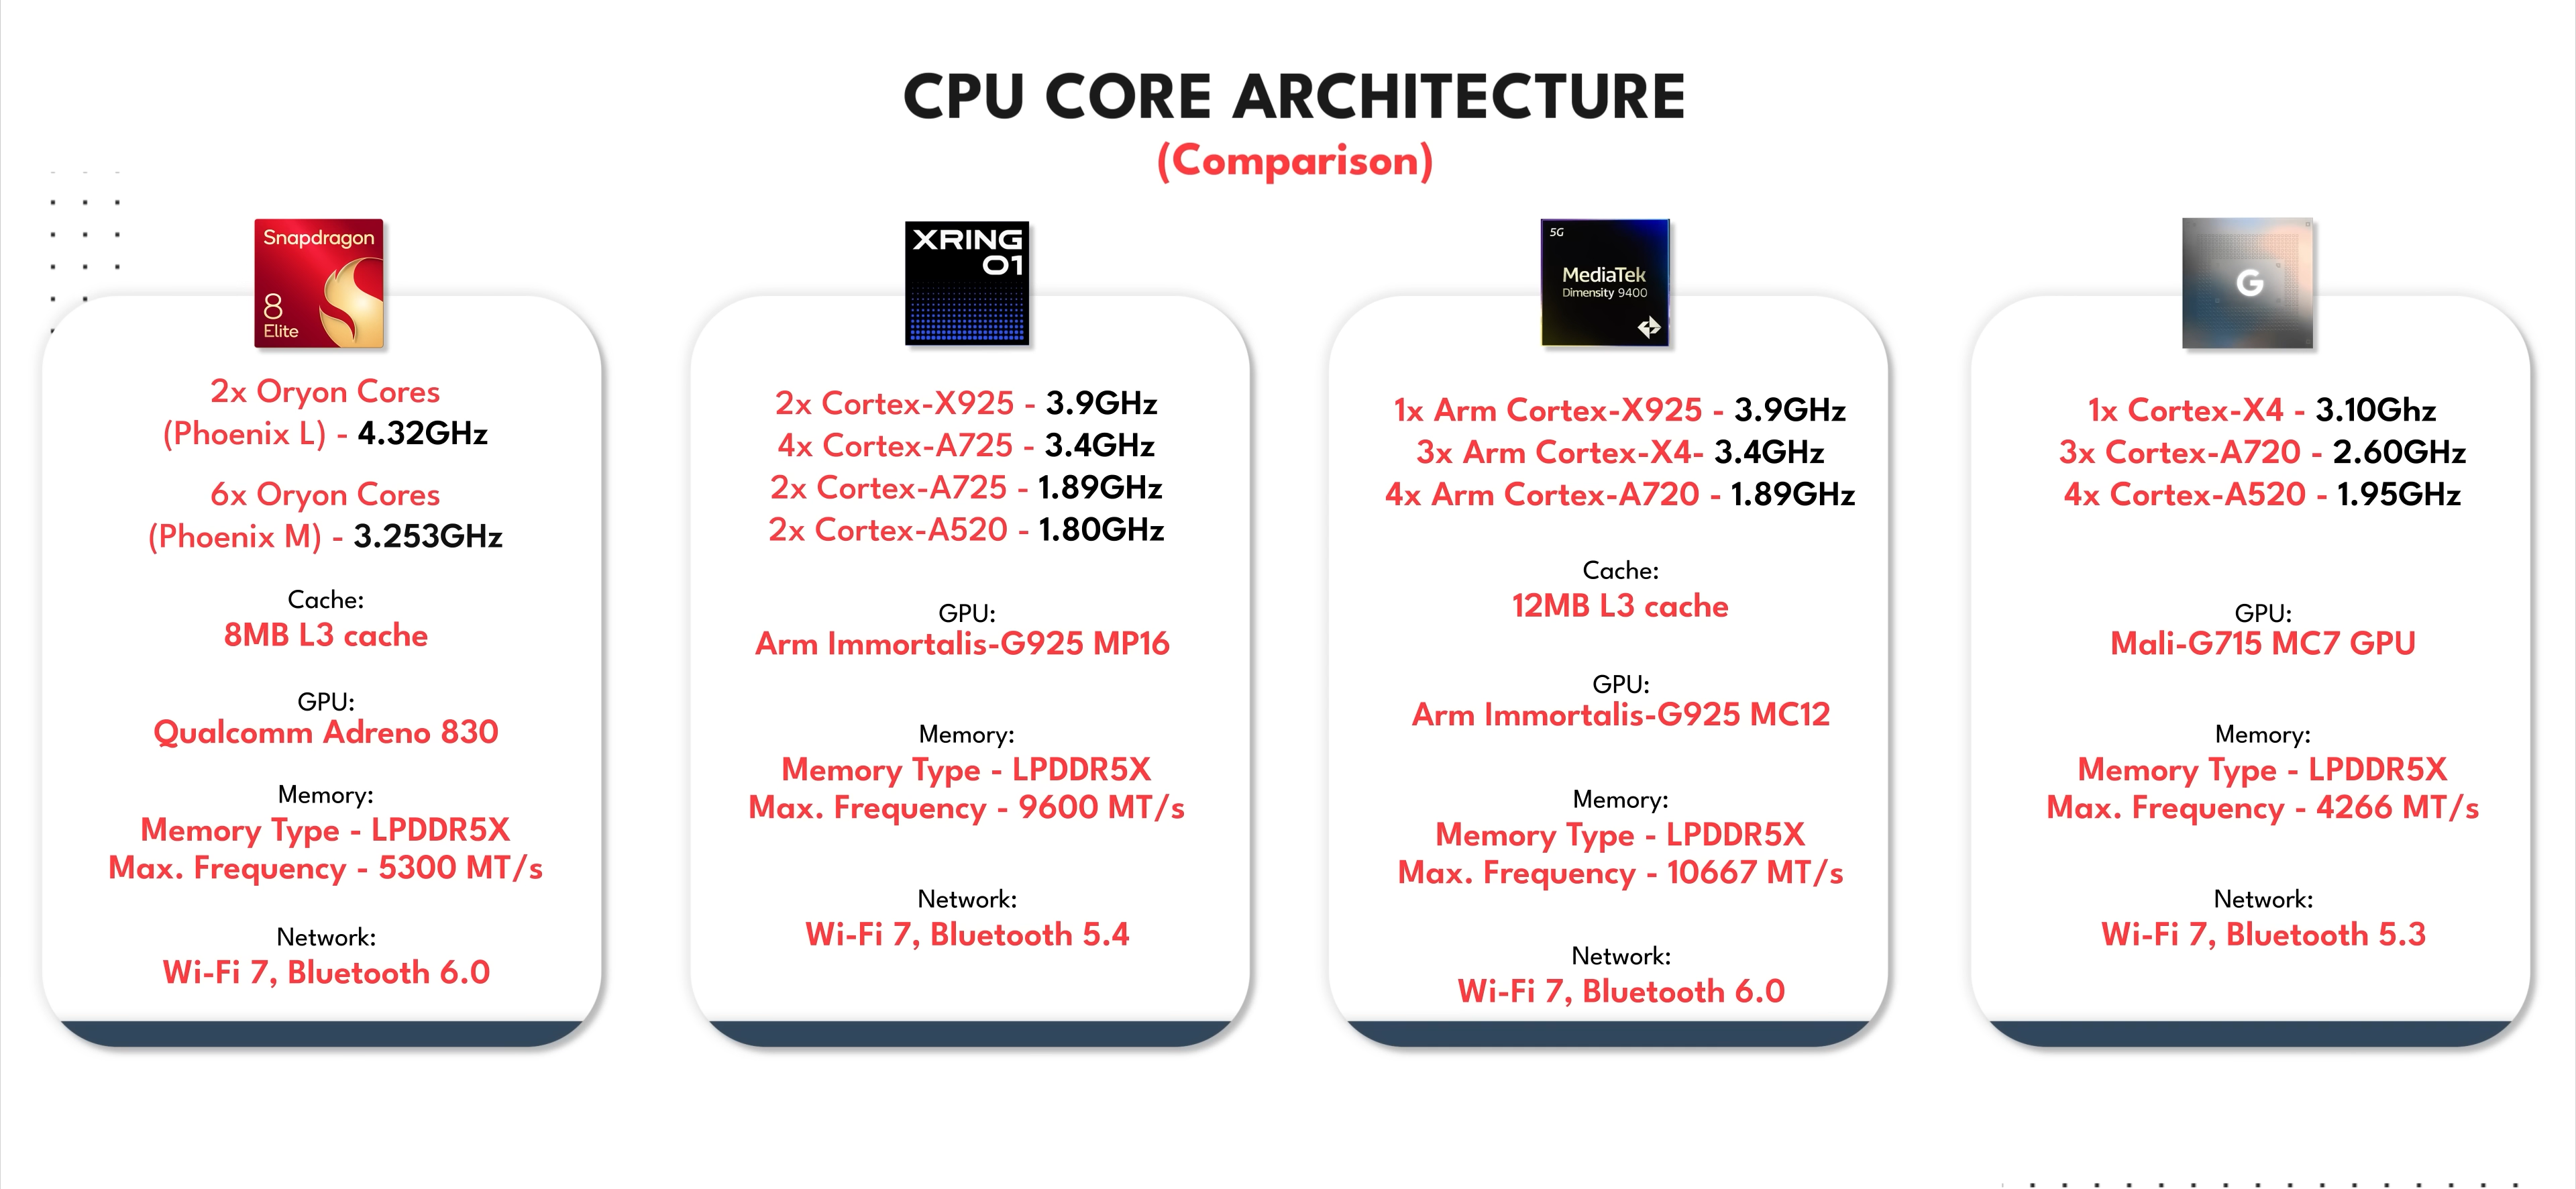 CPU CORE ARCHITECTURE
(Comparison)
Snapdragon
8
Elite
2x Oryon Cores
(Phoenix L) - 4.32GHz
6x Oryon Cores
(Phoenix M) - 3.253GHz
Cache:
8MB L3 cache
GPU:
Qualcomm Adreno 830
Memory:
Memory Type - LPDDR5X
Max. Frequency - 5300 MT/s
Network:
Wi-Fi 7, Bluetooth 6.0
XRING
01
2x Cortex-X925 - 3.9GHz
4x Cortex-A725 - 3.4GHz
2x Cortex-A725 - 1.89GHz
2x Cortex-A520 - 1.80GHz
GPU:
Arm Immortalis-G925 MP16
Memory:
Memory Type - LPDDR5X
Max. Frequency - 9600 MT/s
Network:
Wi-Fi 7, Bluetooth 5.4
5G
MediaTek
Dimensity 9400
1x Arm Cortex-X925 - 3.9GHz
3x Arm Cortex-X4- 3.4GHz
4x Arm Cortex-A720 - 1.89GHz
Cache:
12MB L3 cache
GPU:
Arm Immortalis-G925 MC12
Memory:
Memory Type - LPDDR5X
Max. Frequency - 10667 MT/s
Network:
Wi-Fi 7, Bluetooth 6.0
G
1x Cortex-X4 - 3.10Ghz
3x Cortex-A720 - 2.60GHz
4x Cortex-A520 - 1.95GHz
GPU:
Mali-G715 MC7 GPU
Memory:
Memory Type - LPDDR5X
Max. Frequency - 4266 MT/s
Network:
Wi-Fi 7, Bluetooth 5.3